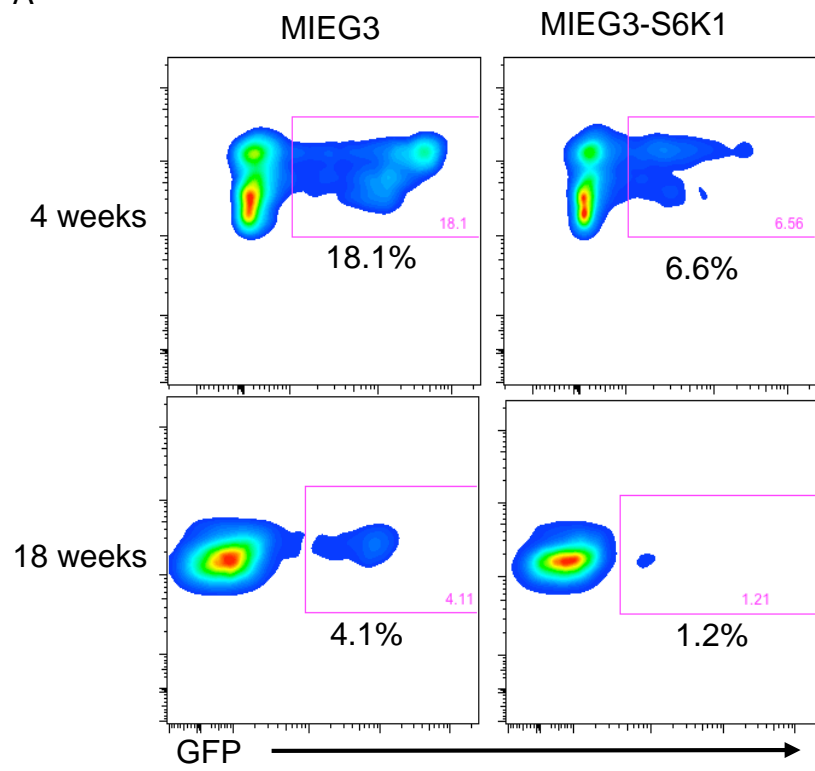 A
MIEG3 MIEG3-S6K1
4 weeks
18.1 6.56
18.1% 6.6%
18 weeks
4.11 1.21
4.1% 1.2%
GFP